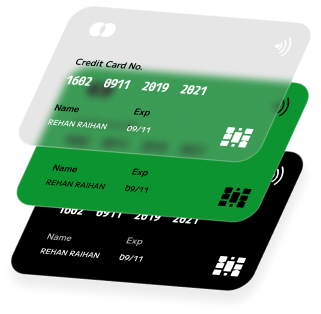 Credit Card No.
1602 0911 2019 2021
Name Exp
REHAN RAIHAN 09/11
Name Exp
REHAN RAIHAN 09/11
1602 0911 2019 2021
Name Exp
REHAN RAIHAN 09/11